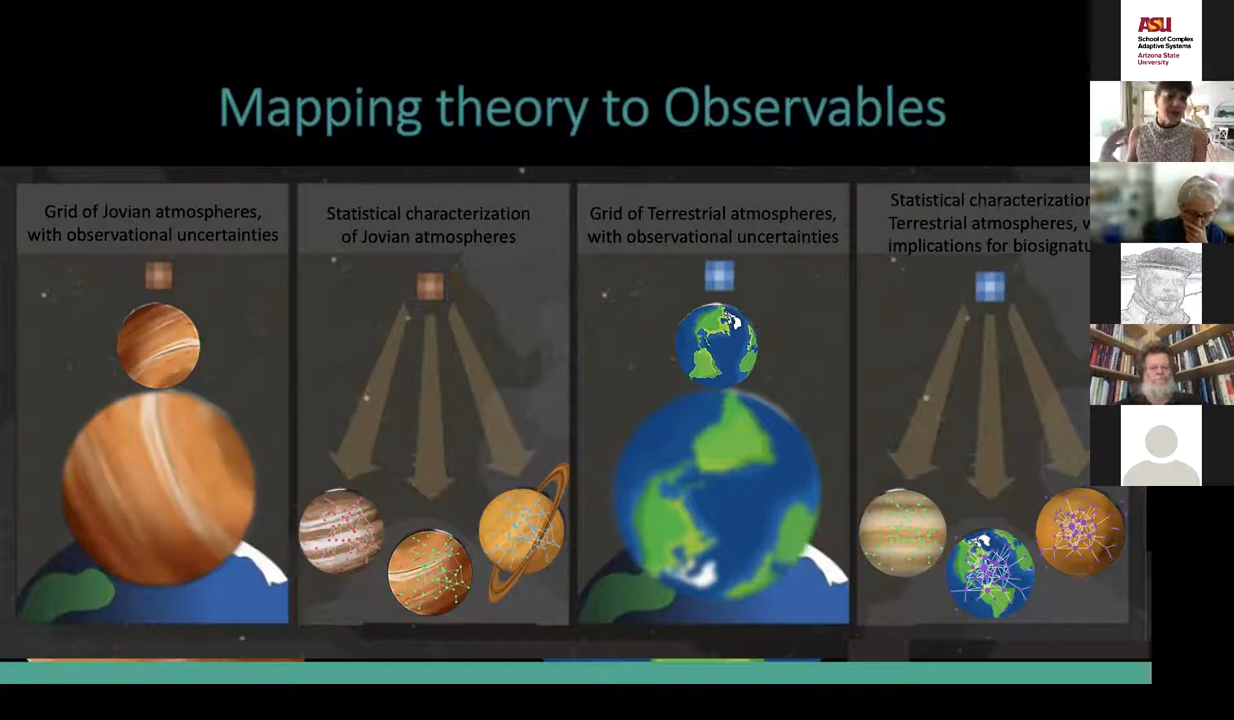 Mapping theory to Observables
Grid of Jovian atmospheres,
with observational uncertainties
Statistical characterization
of Jovian atmospheres
Grid of Terrestrial atmospheres,
with observational uncertainties
Statistical characterization
Terrestrial atmospheres,
implications for
ASU
School of Complex
Adaptive Systems
Arizona State
University